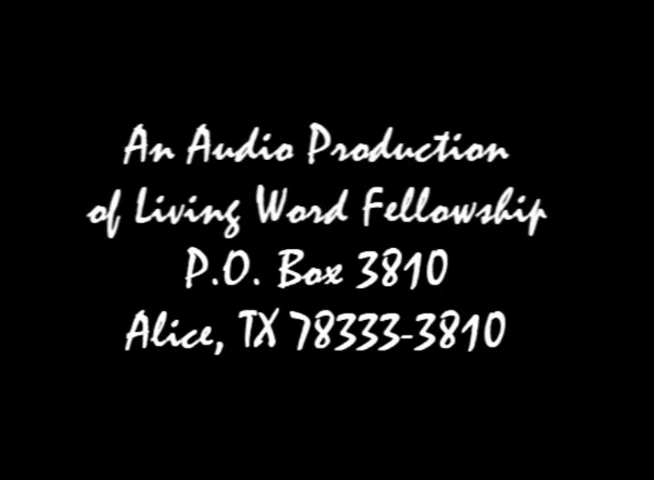 An Audio Production
of Living Word Fellowship
P.O. Box 3810
Alice, TX 78333-3810